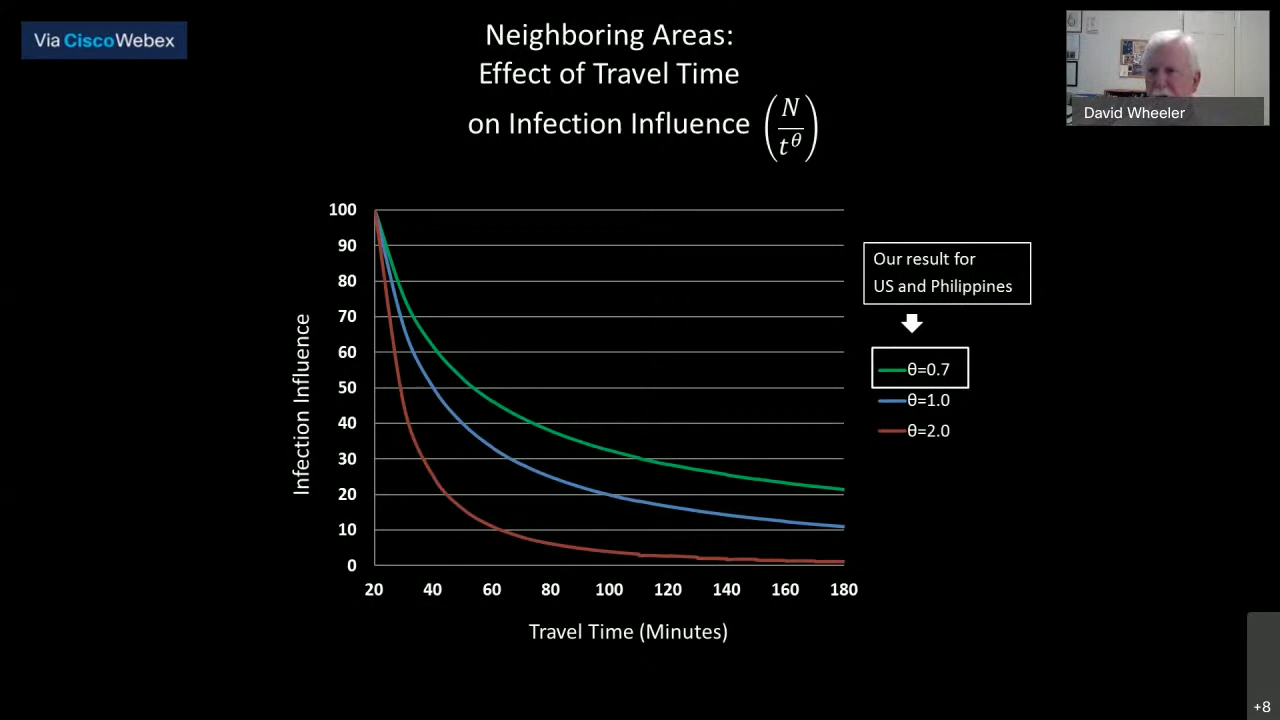 Via CiscoWebex
Neighboring Areas:
Effect of Travel Time
on Infection Influence (N/t^θ)
David Wheeler
100
90
80
70
60
50
40
30
20
10
0
Infection Influence
20 40 60 80 100 120 140 160 180
Travel Time (Minutes)
Our result for
US and Philippines
θ=0.7
θ=1.0
θ=2.0
+8